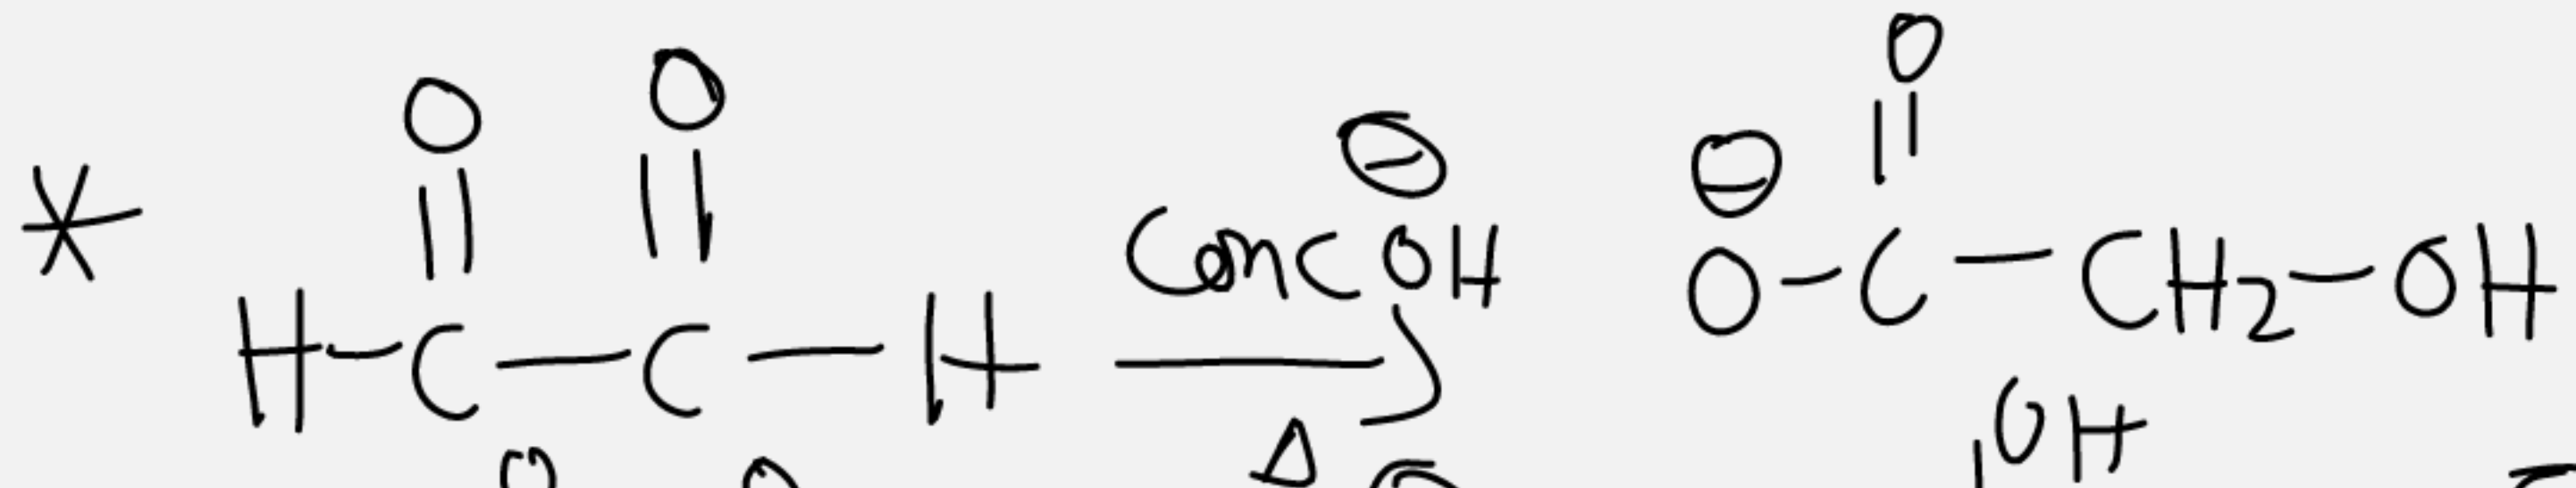 O O O
|| || ⊖ ⊖ ||
* H-C-C-H Conc OH → O-C-CH2-OH
Δ OH